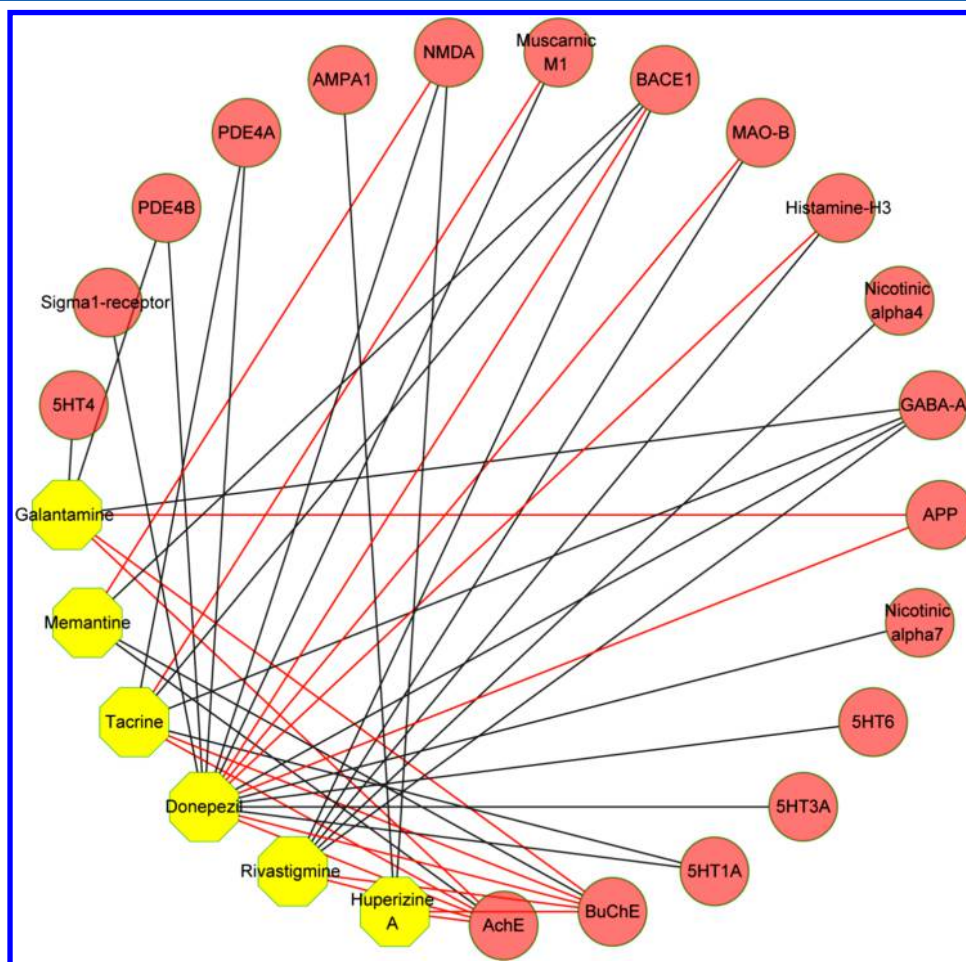 NMDA
Muscarnic
M1
AMPA1
BACE1
PDE4A
MAO-B
PDE4B
Histamine-H3
Sigma1-receptor
Nicotinic
alpha4
5HT4
GABA-A
Galantamine
APP
Memantine
Nicotinic
alpha7
Tacrine
5HT6
Donepezil
5HT3A
Rivastigmine
5HT1A
Huperizine
A
AchE
BuChE